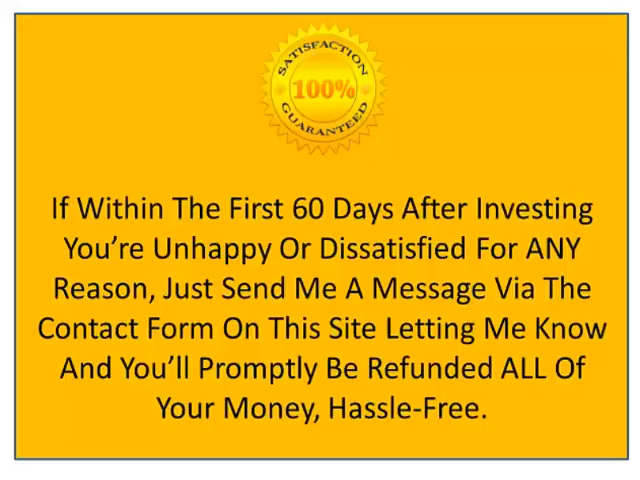 SATISFACTION
100%
GUARANTEED
If Within The First 60 Days After Investing
You’re Unhappy Or Dissatisfied For ANY
Reason, Just Send Me A Message Via The
Contact Form On This Site Letting Me Know
And You’ll Promptly Be Refunded ALL Of
Your Money, Hassle-Free.